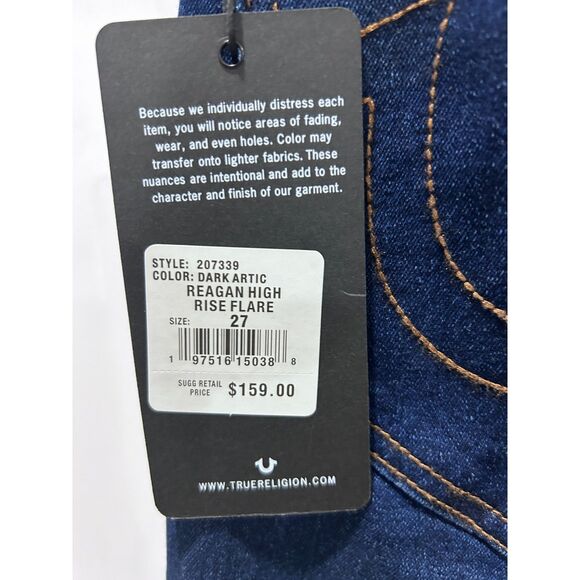 Because we individually distress each
item, you will notice areas of fading,
wear, and even holes. Color may
transfer onto lighter fabrics. These
nuances are intentional and add to the
character and finish of our garment.
STYLE: 207339
COLOR: DARK ARTIC
REAGAN HIGH
RISE FLARE
SIZE: 27
1 97516 15038 8
SUGG RETAIL
PRICE $159.00
WWW.TRUERELIGION.COM